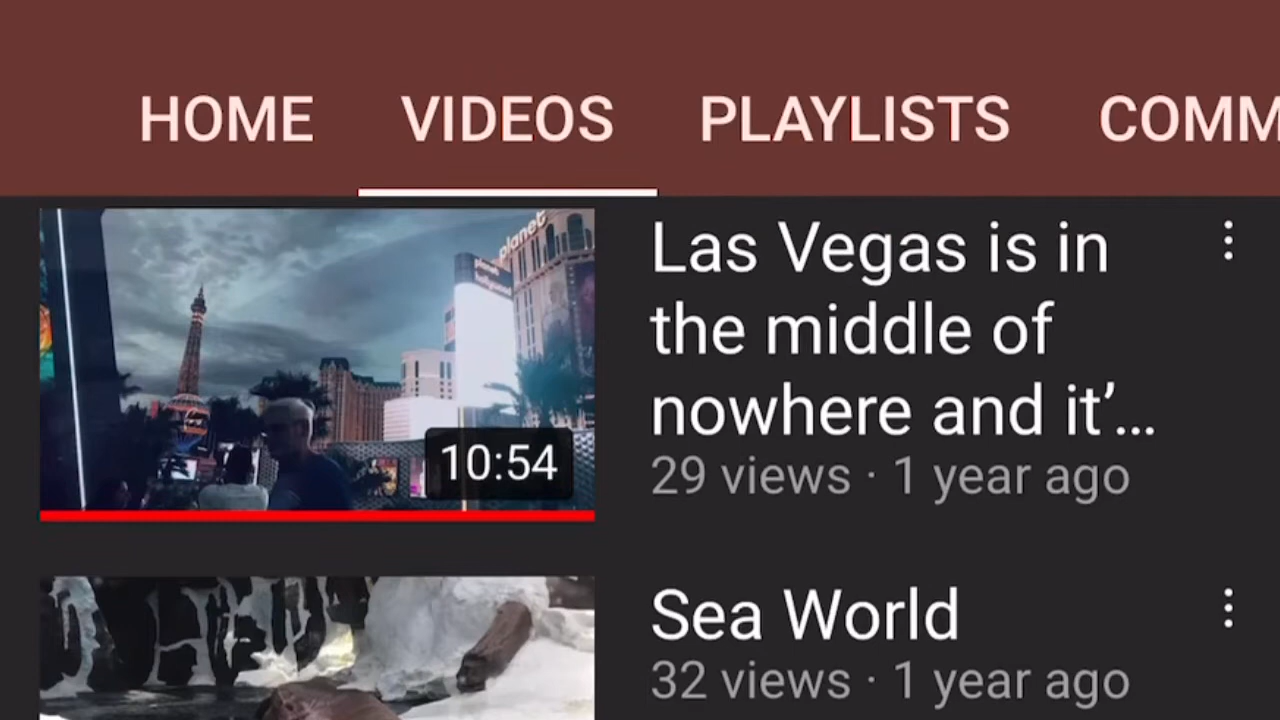 HOME VIDEOS PLAYLISTS COMM
planet
Las Vegas is in
the middle of
nowhere and it’...
10:54
29 views · 1 year ago
Sea World
32 views · 1 year ago